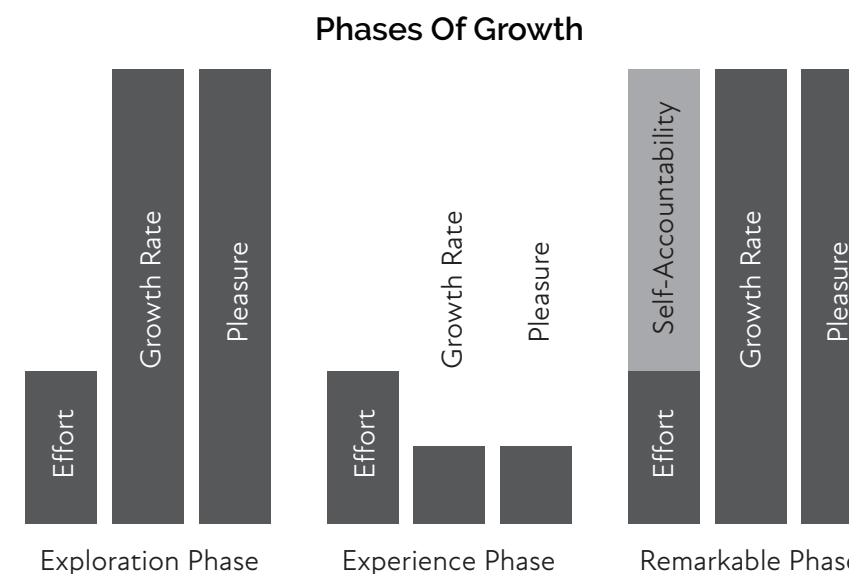 Phases Of Growth
Effort
Growth Rate
Pleasure
Exploration Phase
Effort
Growth Rate
Pleasure
Experience Phase
Self-Accountability
Effort
Growth Rate
Pleasure
Remarkable Phase